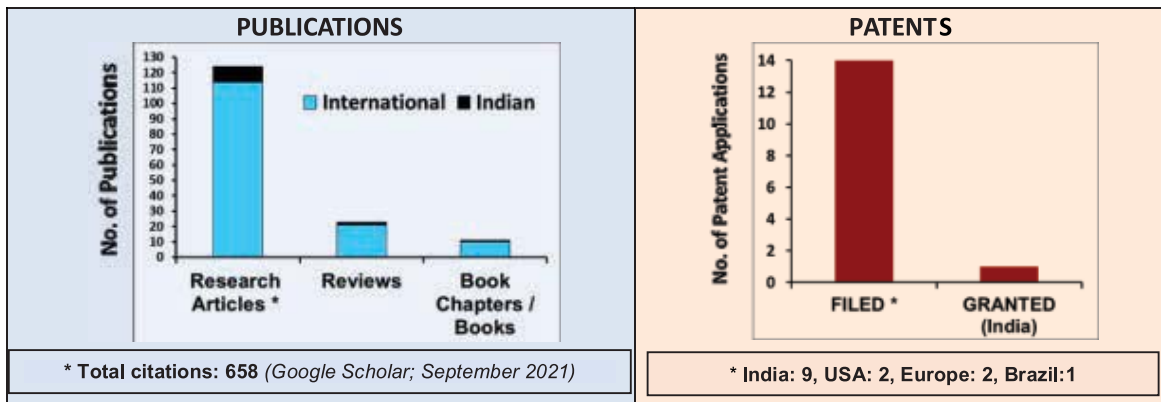 PUBLICATIONS
No. of Publications
130
120
110
100
90
80
70
60
50
40
30
20
10
0
International Indian
Research
Articles *
Reviews
Book
Chapters /
Books
* Total citations: 658 (Google Scholar; September 2021)
PATENTS
No. of Patent Applications
14
12
10
8
6
4
2
0
FILED *
GRANTED
(India)
* India: 9, USA: 2, Europe: 2, Brazil:1